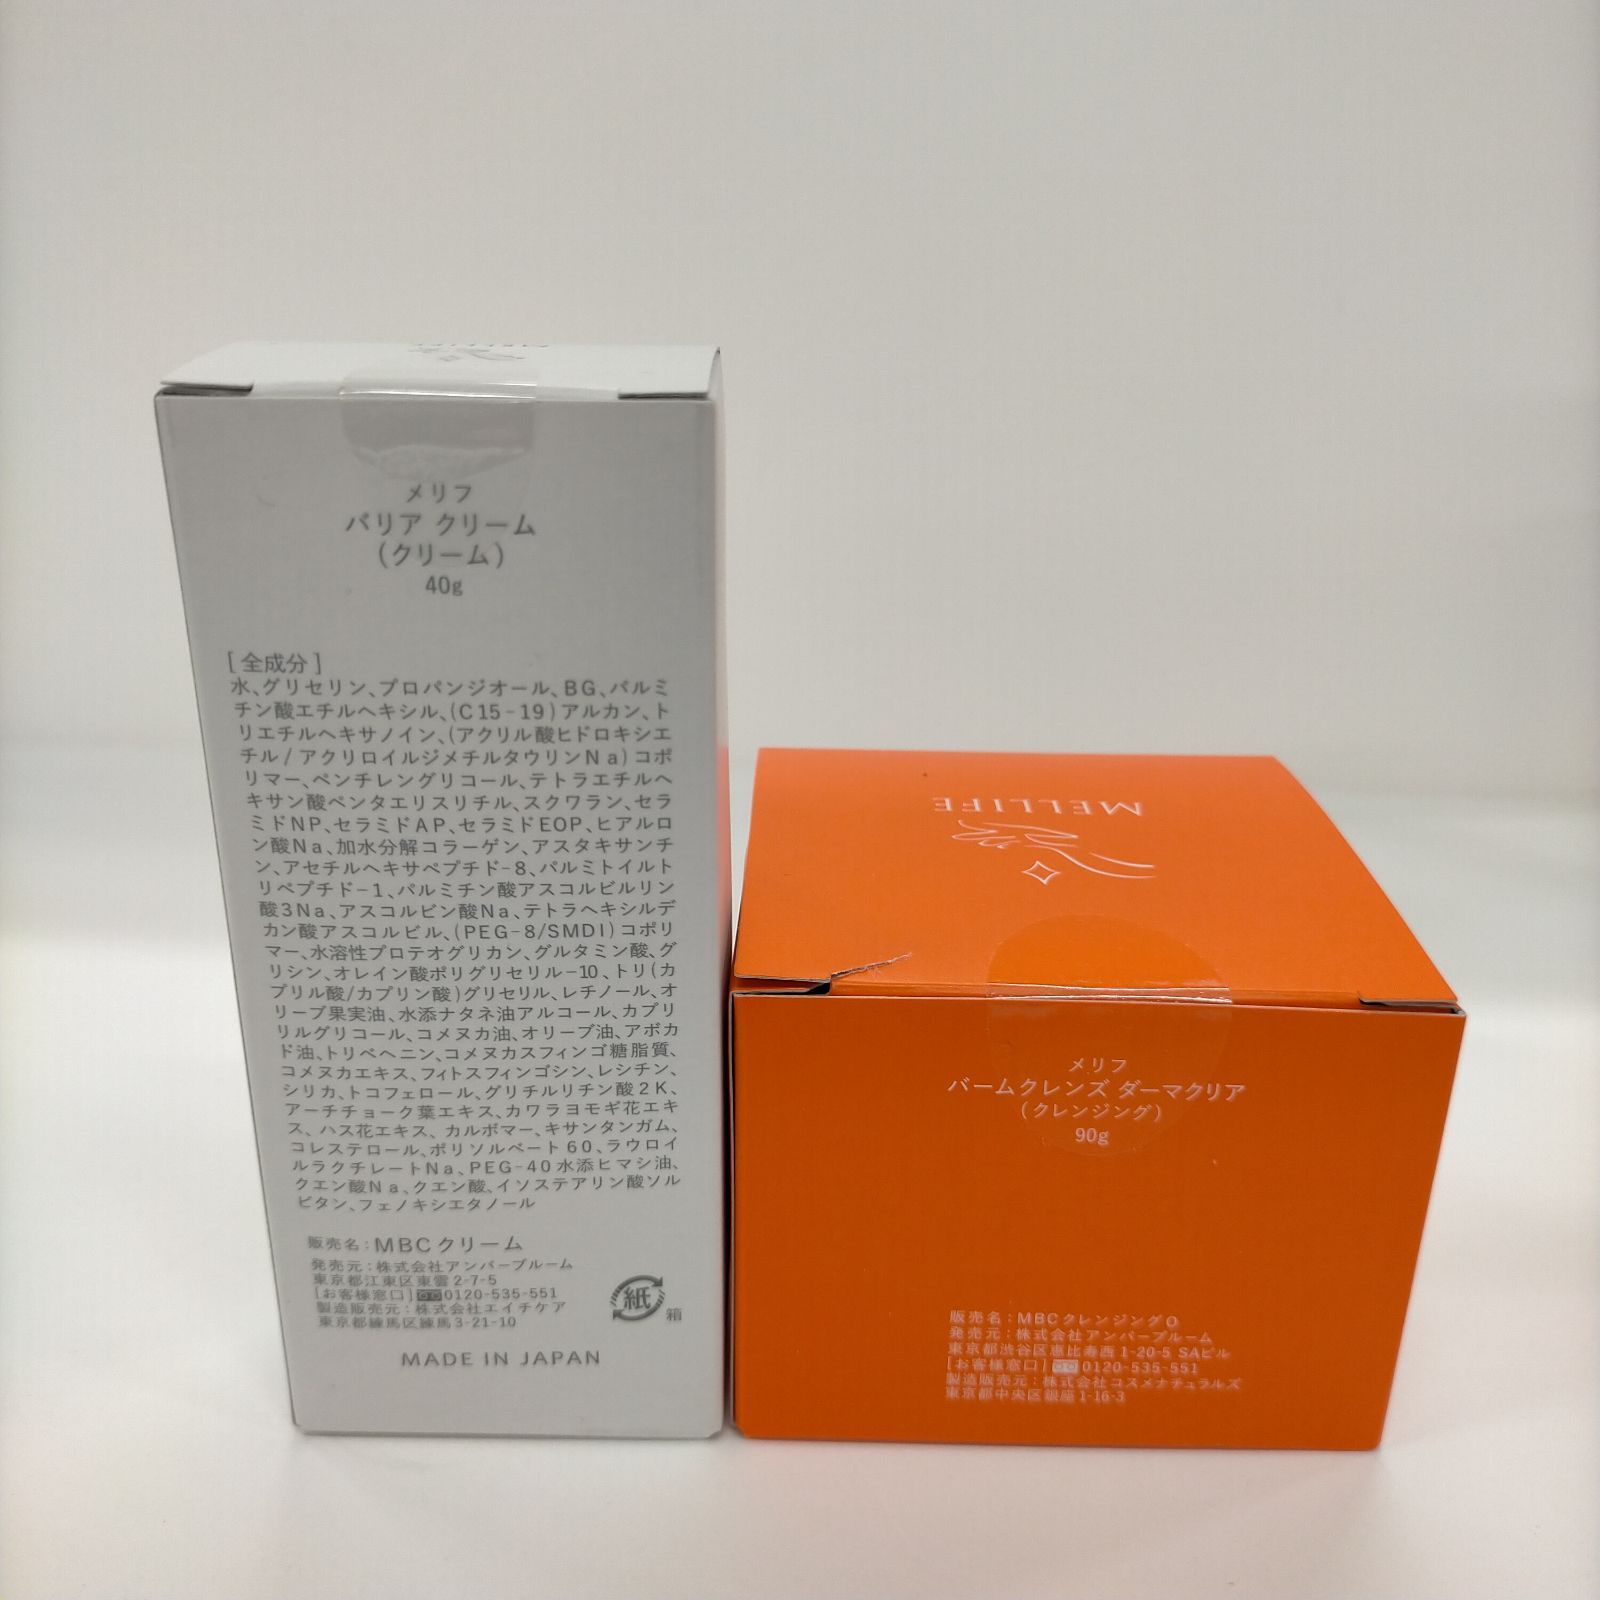 メリフ
バリア クリーム
(クリーム)
40g
[全成分]
水、グリセリン、プロパンジオール、BG、パルミ
チン酸エチルヘキシル、(C15-19)アルカン、ト
リエチルヘキサノイン、(アクリル酸ヒドロキシエ
チル/アクリロイルジメチルタウリンNa)コポ
リマー、ペンチレングリコール、テトラエチルヘ
キサン酸ペンタエリスリチル、スクワラン、セラ
ミドNP、セラミドAP、セラミドEOP、ヒアルロ
ン酸Na、加水分解コラーゲン、アスタキサンチ
ン、アセチルヘキサペプチド-8、パルミトイルト
リペプチド-1、パルミチン酸アスコルビルリン
酸3Na、アスコルビン酸Na、テトラヘキシルデ
カン酸アスコルビル、(PEG-8/SMDI)コポリ
マー、水溶性プロテオグリカン、グルタミン酸、グ
リシン、オレイン酸ポリグリセリル-10、トリ(カ
プリル酸/カプリン酸)グリセリル、レチノール、オ
リーブ果実油、水添ナタネ油アルコール、カプリ
リルグリコール、コメヌカ油、オリーブ油、アボカ
ド油、トリベヘニン、コメヌカスフィンゴ糖脂質、
コメヌカエキス、フィトスフィンゴシン、レシチン、
シリカ、トコフェロール、グリチルリチン酸2K、
アーチチョーク葉エキス、カワラヨモギ花エキ
ス、ハス花エキス、カルボマー、キサンタンガム、
コレステロール、ポリソルベート60、ラウロイ
ルラクチレートNa、PEG-40水添ヒマシ油、
クエン酸Na、クエン酸、イソステアリン酸ソル
ビタン、フェノキシエタノール
販売名:MBCクリーム
発売元:株式会社アンバーブルーム
東京都江東区東雲2-7-5
[お客様窓口]0120-535-551
製造販売元:株式会社エイチケア
東京都練馬区練馬3-21-10
紙
箱
MADE IN JAPAN
MELLIFE
メリフ
バームクレンズ ダーマクリア
(クレンジング)
90g
販売名:MBCクレンジングO
発売元:株式会社アンバーブルーム
東京都渋谷区恵比寿西1-20-5 SAビル
[お客様窓口]0120-535-551
製造販売元:株式会社コスメナチュラルズ
東京都中央区銀座1-16-3